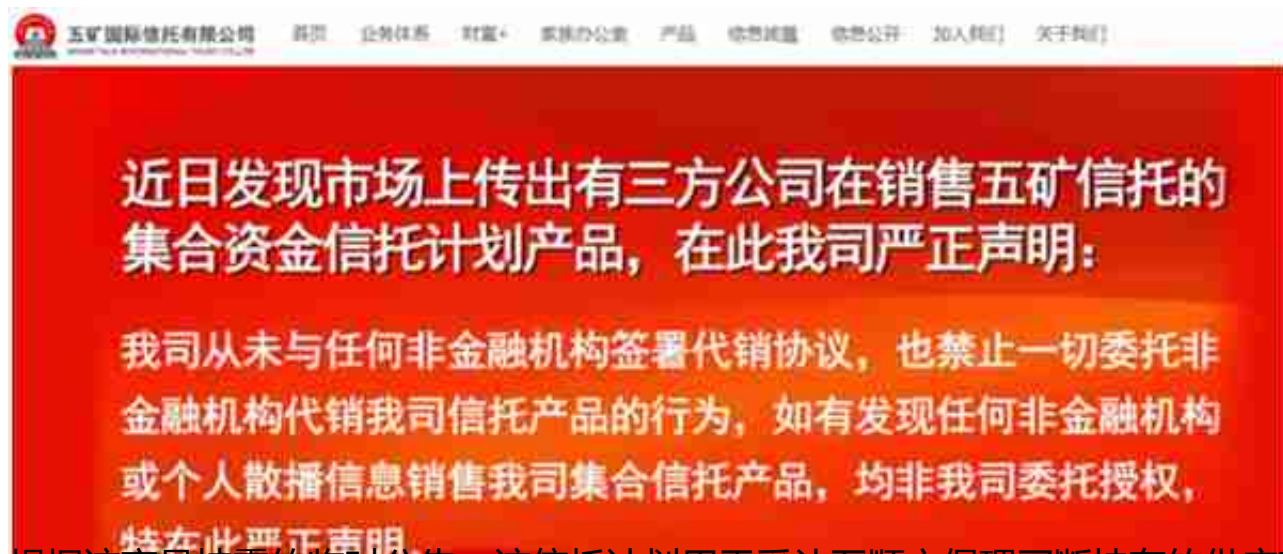 五矿国际信托有限公司
首页 业务体系 财富+ 家族办公室 产品 信息披露 信息公开 加入我们 关于我们
近日发现市场上传出有三方公司在销售五矿信托的
集合资金信托计划产品，在此我司严正声明：
我司从未与任何非金融机构签署代销协议，也禁止一切委托非
金融机构代销我司信托产品的行为，如有发现任何非金融机构
或个人散播信息销售我司集合信托产品，均非我司委托授权，
特在此严正声明